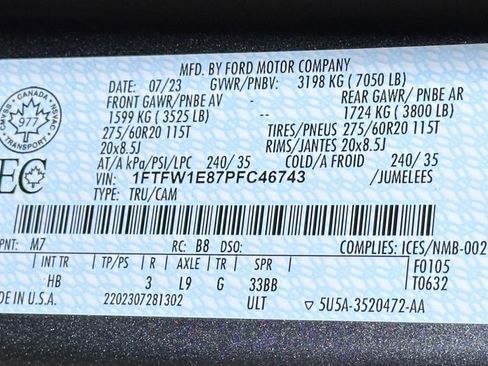 MFD. BY FORD MOTOR COMPANY
DATE: 07/23 GVWR/PNBV: 3198 KG ( 7050 LB)
FRONT GAWR/PNBE AV REAR GAWR/ PNBE AR
1599 KG ( 3525 LB) 1724 KG ( 3800 LB)
275/60R20 115T TIRES/PNEUS 275/60R20 115T
20x8.5J RIMS/JANTES 20x8.5J
AT/A kPa/PSI/LPC 240/ 35 COLD/A FROID 240/ 35
VIN: 1FTFW1E87PFC46743 /JUMELEES
TYPE: TRU/CAM
CANADA
CMVSS NSVAC
977
TRANSPORT
EC
PNT: M7 RC: B8 DSO: COMPLIES: ICES/NMB-002
INT TR TP/PS R AXLE TR SPR F0105
HB 3 L9 G 33BB T0632
E IN U.S.A. 2202307281302 ULT 5U5A-3520472-AA